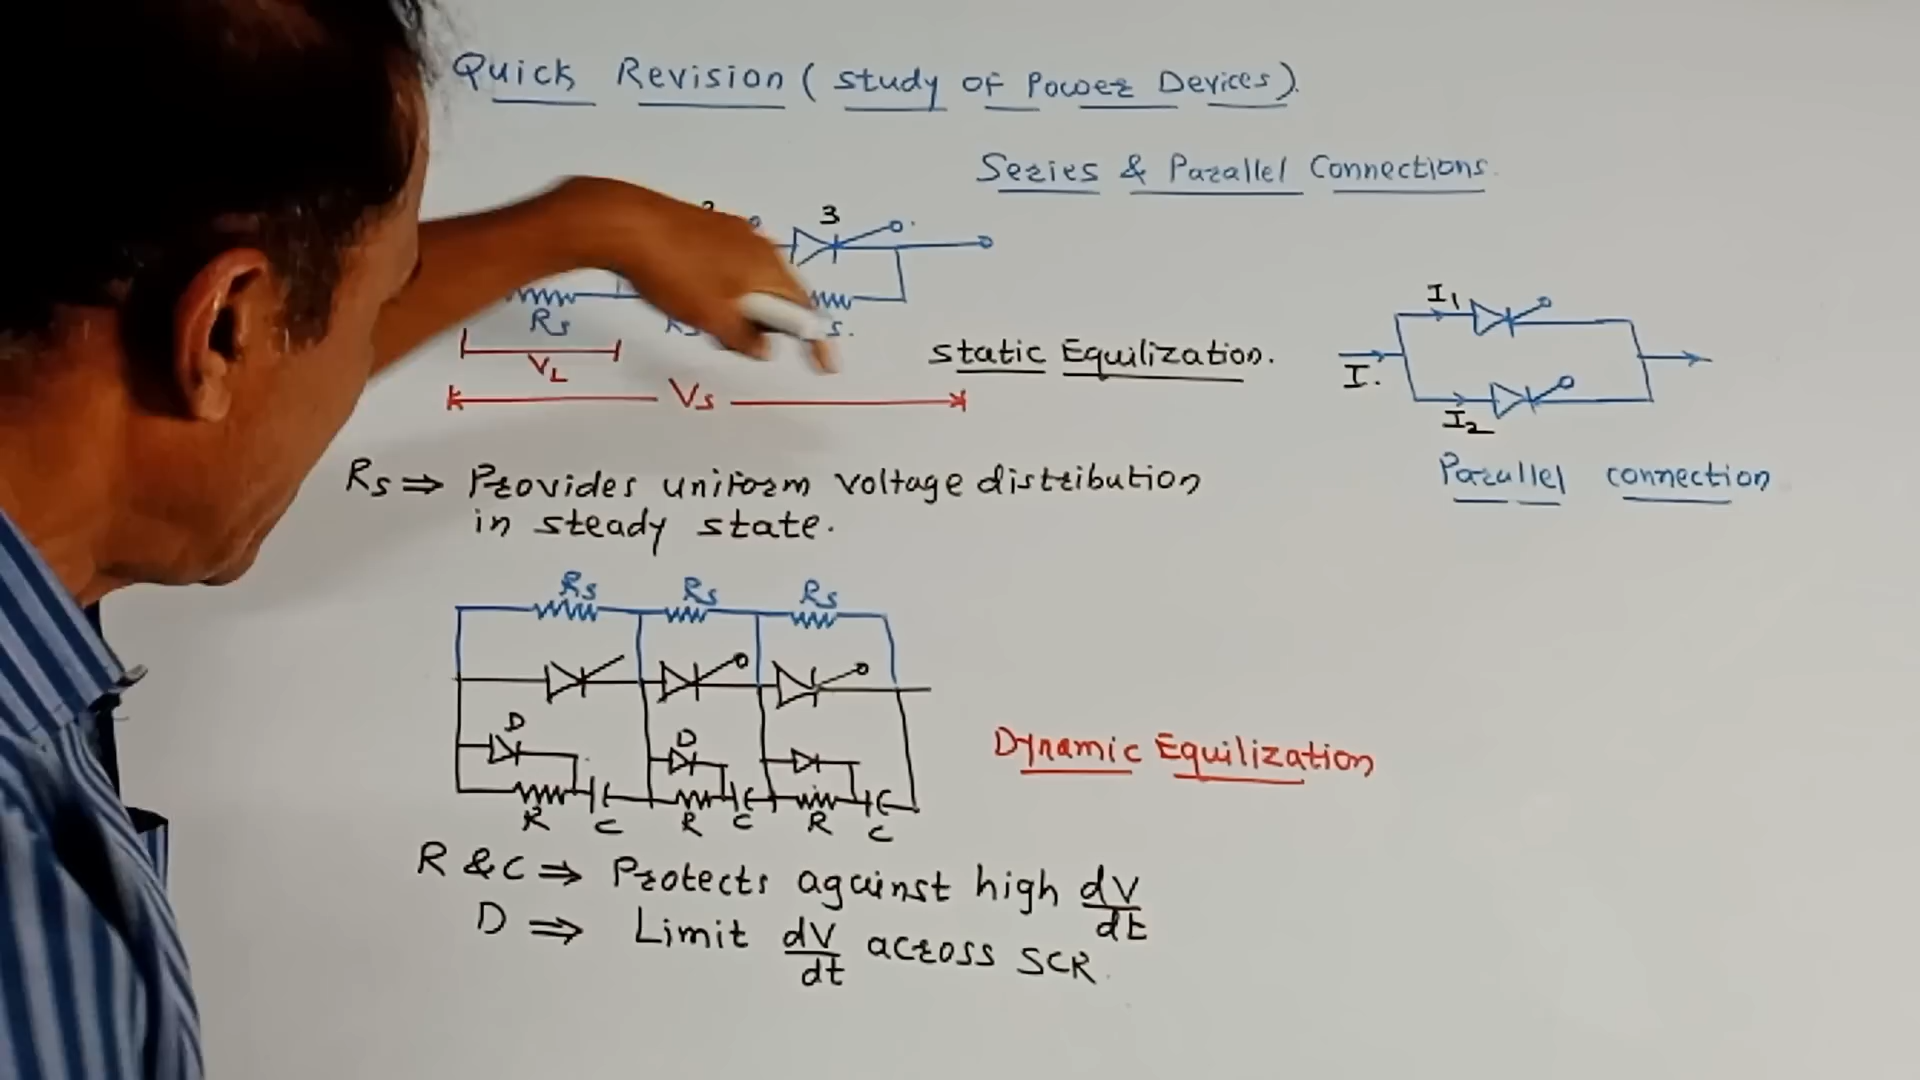 Quick Revision (study of Power Devices).
Series & Parallel Connections.
3
Rs
s.
VL
Vs
static Equilization.
I1
I.
I2
Parallel connection
Rs ⇒ Provides uniform voltage distribution
in steady state.
Rs Rs Rs
D D
R C R C R C
Dynamic Equilization
R & C ⇒ Protects against high dV/dt
D ⇒ Limit dV/dt across SCR.